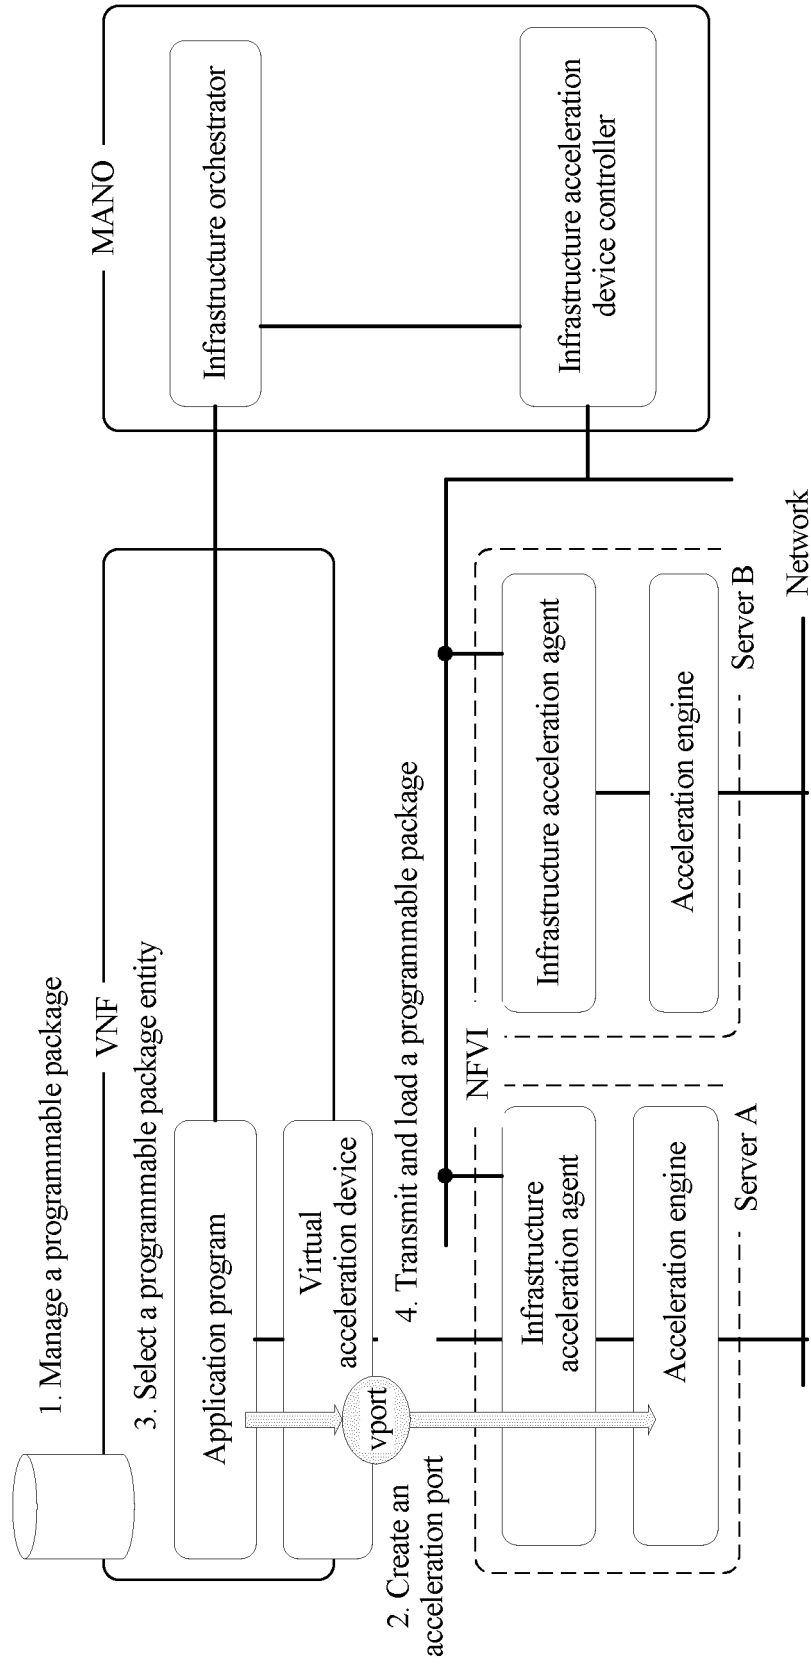 1. Manage a programmable package
VNF
MANO
3. Select a programmable package entity
Application program
Infrastructure orchestrator
Virtual
acceleration device
vport
2. Create an
acceleration port
4. Transmit and load a programmable package
NFVI
Infrastructure
acceleration agent
Infrastructure acceleration agent
Infrastructure acceleration
device controller
Acceleration engine
Acceleration engine
Server A
Server B
Network